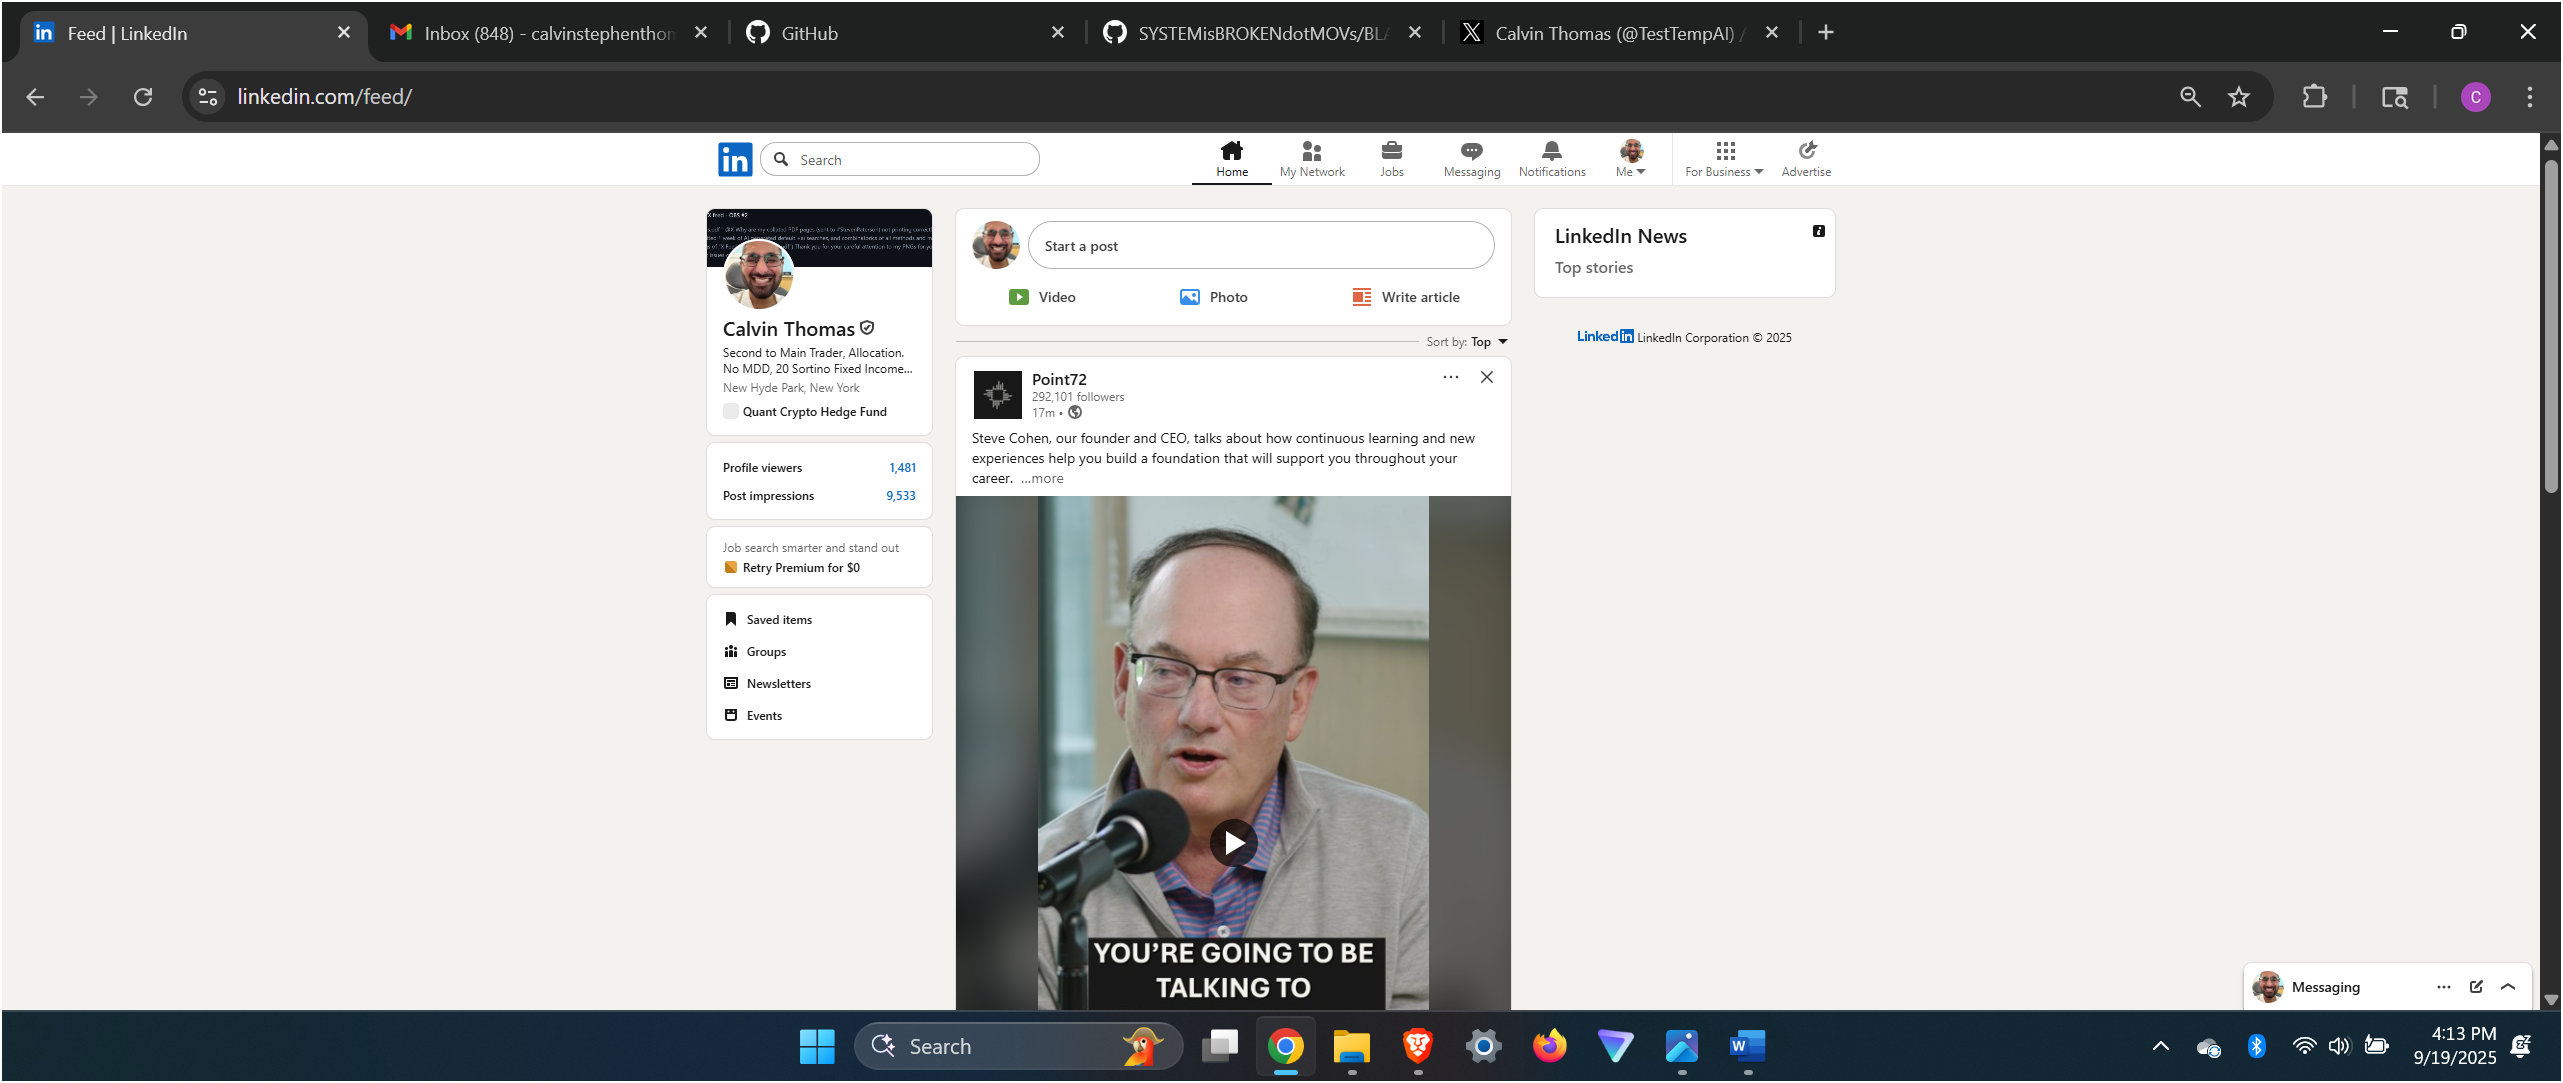 Feed | LinkedIn
Inbox (848) - calvinstephenthom
GitHub
SYSTEMisBROKENdotMOVs/BLA
Calvin Thomas (@TestTempAI) /
linkedin.com/feed/
in
Search
Home
My Network
Jobs
Messaging
Notifications
Me
For Business
Advertise
X feed - OBS #2
Calvin Thomas
Second to Main Trader, Allocation.
No MDD, 20 Sortino Fixed Income...
New Hyde Park, New York
Quant Crypto Hedge Fund
Profile viewers 1,481
Post impressions 9,533
Job search smarter and stand out
Retry Premium for $0
Saved items
Groups
Newsletters
Events
Start a post
Video
Photo
Write article
Sort by: Top
Point72
292,101 followers
17m •
Steve Cohen, our founder and CEO, talks about how continuous learning and new
experiences help you build a foundation that will support you throughout your
career. ...more
YOU'RE GOING TO BE
TALKING TO
LinkedIn News
Top stories
LinkedIn LinkedIn Corporation © 2025
Messaging
Search
4:13 PM
9/19/2025